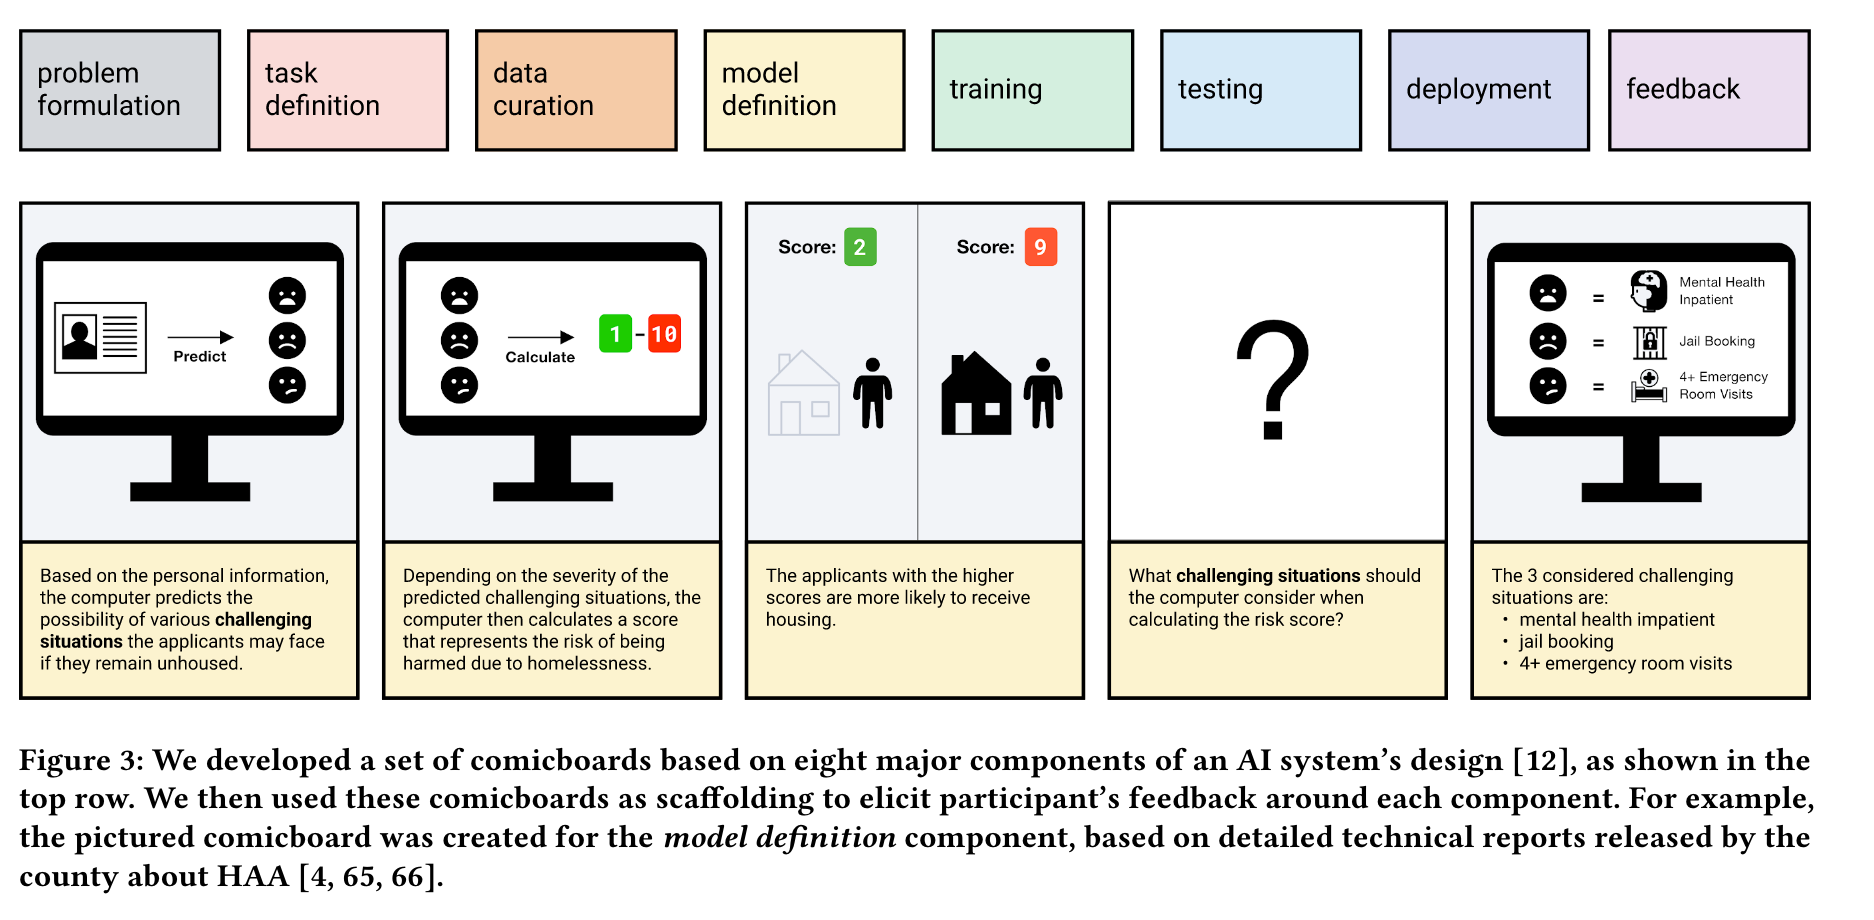 problem
formulation
task
definition
data
curation
model
definition
training
testing
deployment
feedback
Predict
Based on the personal information,
the computer predicts the
possibility of various challenging
situations the applicants may face
if they remain unhoused.
Calculate
1 - 10
Depending on the severity of the
predicted challenging situations, the
computer then calculates a score
that represents the risk of being
harmed due to homelessness.
Score: 2
Score: 9
The applicants with the higher
scores are more likely to receive
housing.
?
What challenging situations should
the computer consider when
calculating the risk score?
= Mental Health
Inpatient
= Jail Booking
= 4+ Emergency
Room Visits
The 3 considered challenging
situations are:
• mental health impatient
• jail booking
• 4+ emergency room visits
Figure 3: We developed a set of comicboards based on eight major components of an AI system's design [12], as shown in the
top row. We then used these comicboards as scaffolding to elicit participant's feedback around each component. For example,
the pictured comicboard was created for the model definition component, based on detailed technical reports released by the
county about HAA [4, 65, 66].